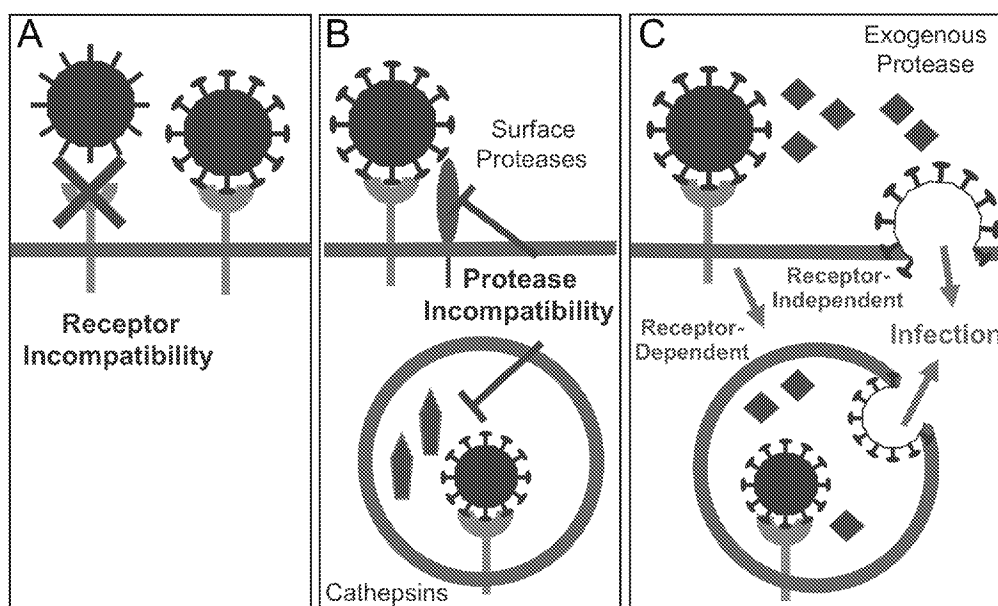 A
Receptor
Incompatibility
B
Surface
Proteases
Protease
Incompatibility
Cathepsins
C
Exogenous
Protease
Receptor-
Independent
Receptor-
Dependent
Infection